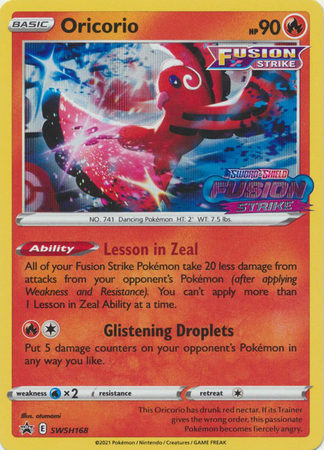 BASIC Oricorio HP 90
FUSION
STRIKE
SWORD SHIELD
FUSION
STRIKE
NO. 741 Dancing Pokémon HT: 2' WT: 7.5 lbs.
Ability Lesson in Zeal
All of your Fusion Strike Pokémon take 20 less damage from
attacks from your opponent's Pokémon (after applying
Weakness and Resistance). You can't apply more than
1 Lesson in Zeal Ability at a time.
Glistening Droplets
Put 5 damage counters on your opponent's Pokémon in
any way you like.
weakness ×2 resistance retreat
Illus. otumami
E SWSH168
This Oricorio has drunk red nectar. If its Trainer
gives the wrong order, this passionate
Pokémon becomes fiercely angry.
©2021 Pokémon / Nintendo / Creatures / GAME FREAK